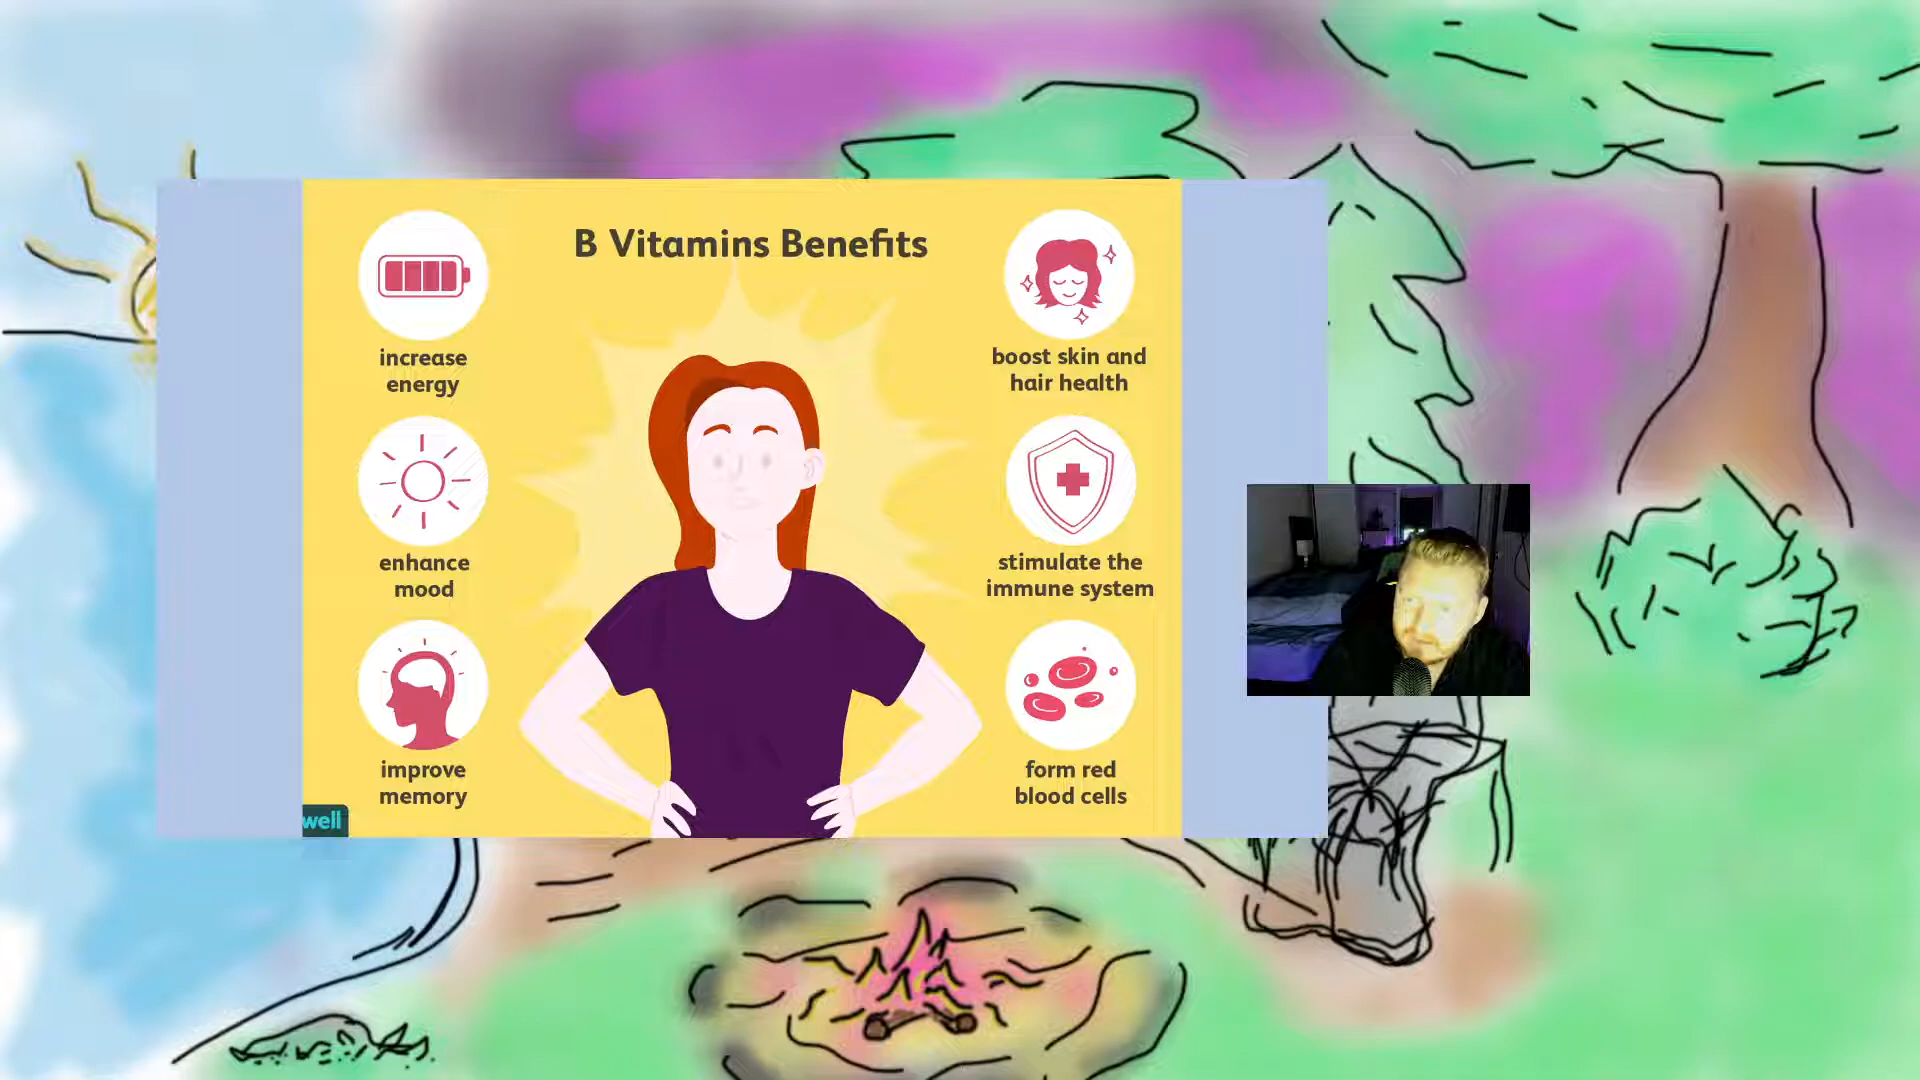 B Vitamins Benefits
increase
energy
enhance
mood
improve
memory
boost skin and
hair health
stimulate the
immune system
form red
blood cells
well